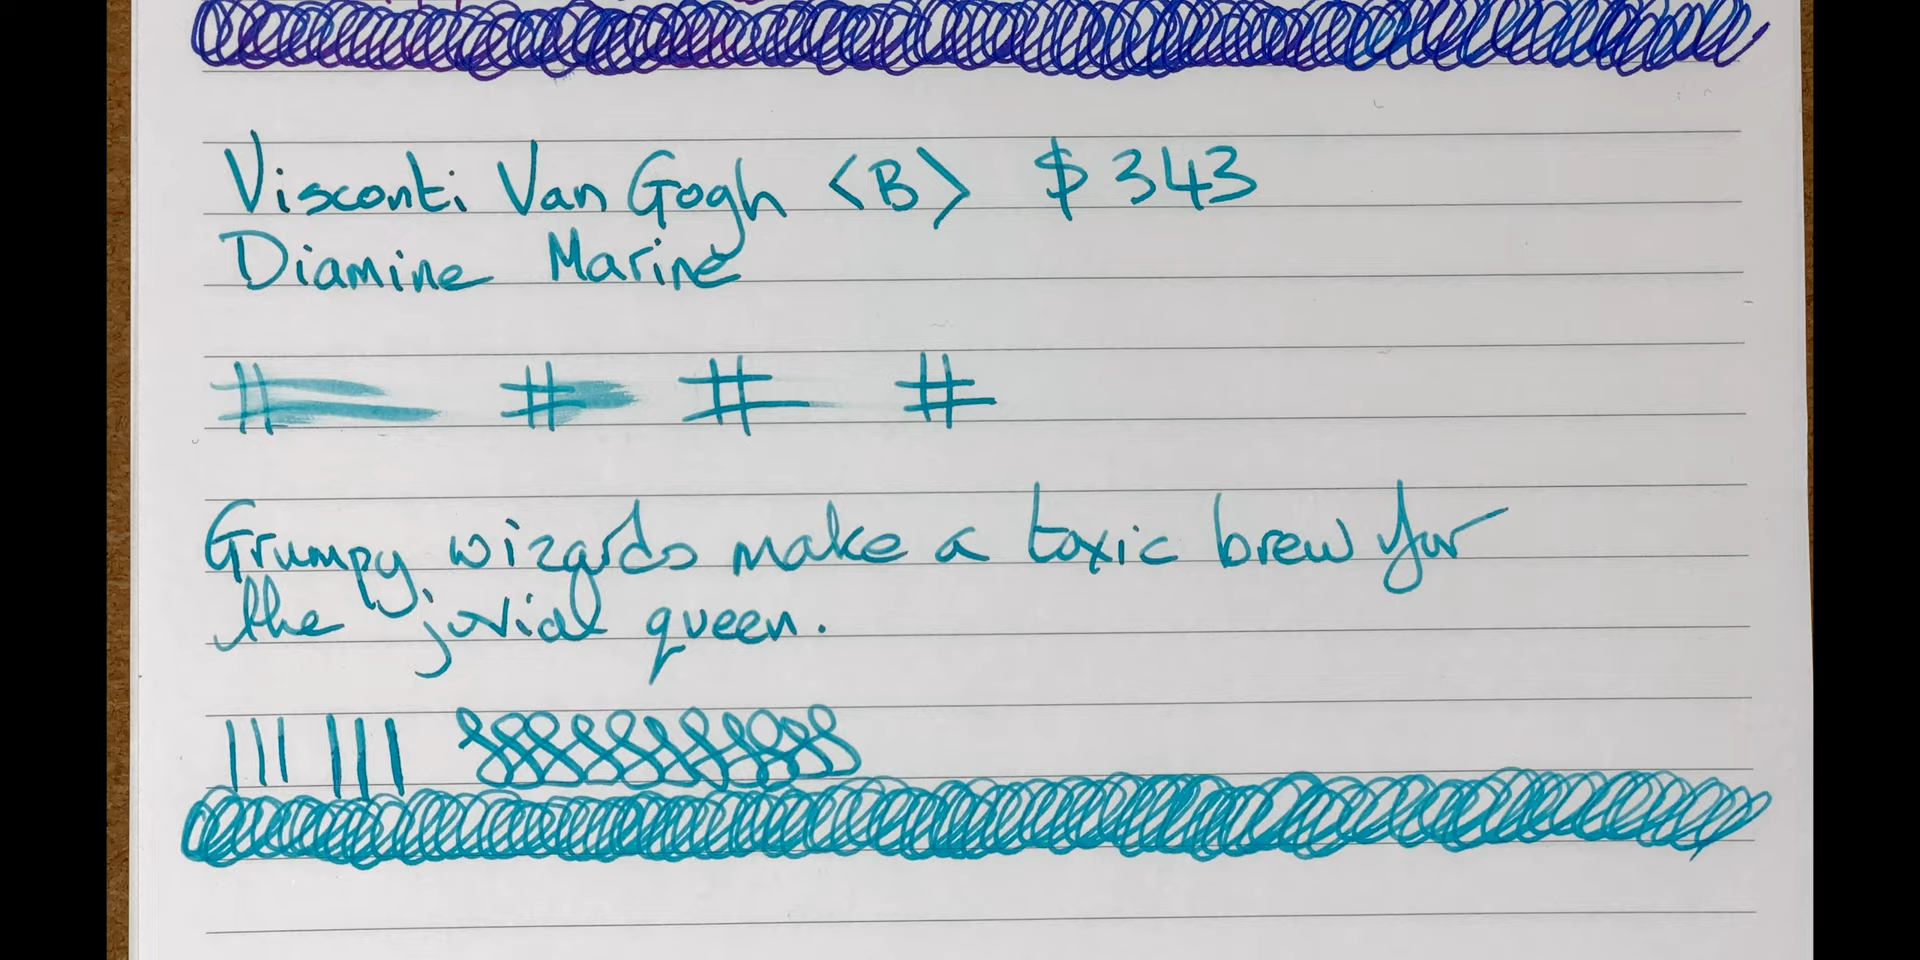 Visconti Van Gogh <B> $343
Diamine Marine
# # # #
Grumpy wizards make a toxic brew for
the jovial queen.